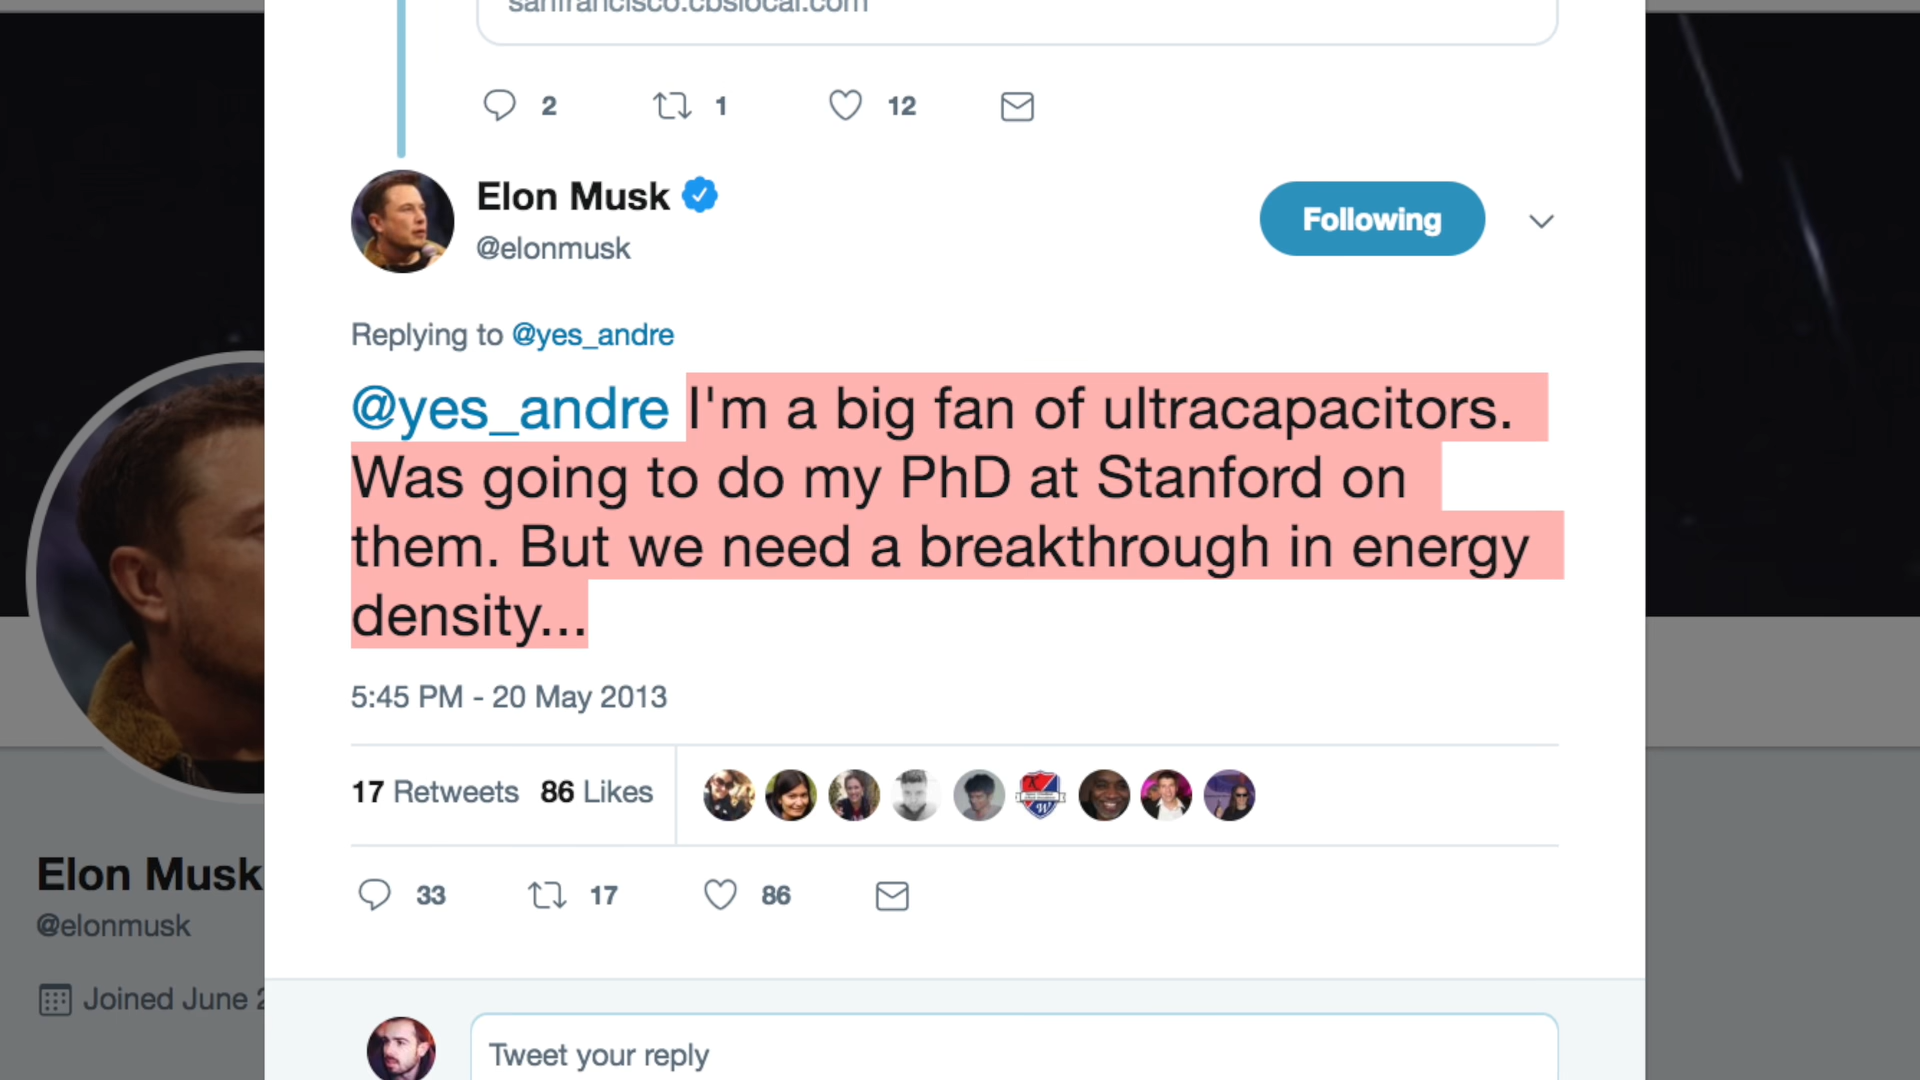 sanfrancisco.cbslocal.com
2 1 12
Elon Musk
@elonmusk
Following
Replying to @yes_andre
@yes_andre I'm a big fan of ultracapacitors.
Was going to do my PhD at Stanford on
them. But we need a breakthrough in energy
density...
5:45 PM - 20 May 2013
17 Retweets 86 Likes
W
33 17 86
Elon Musk
@elonmusk
Joined June
Tweet your reply